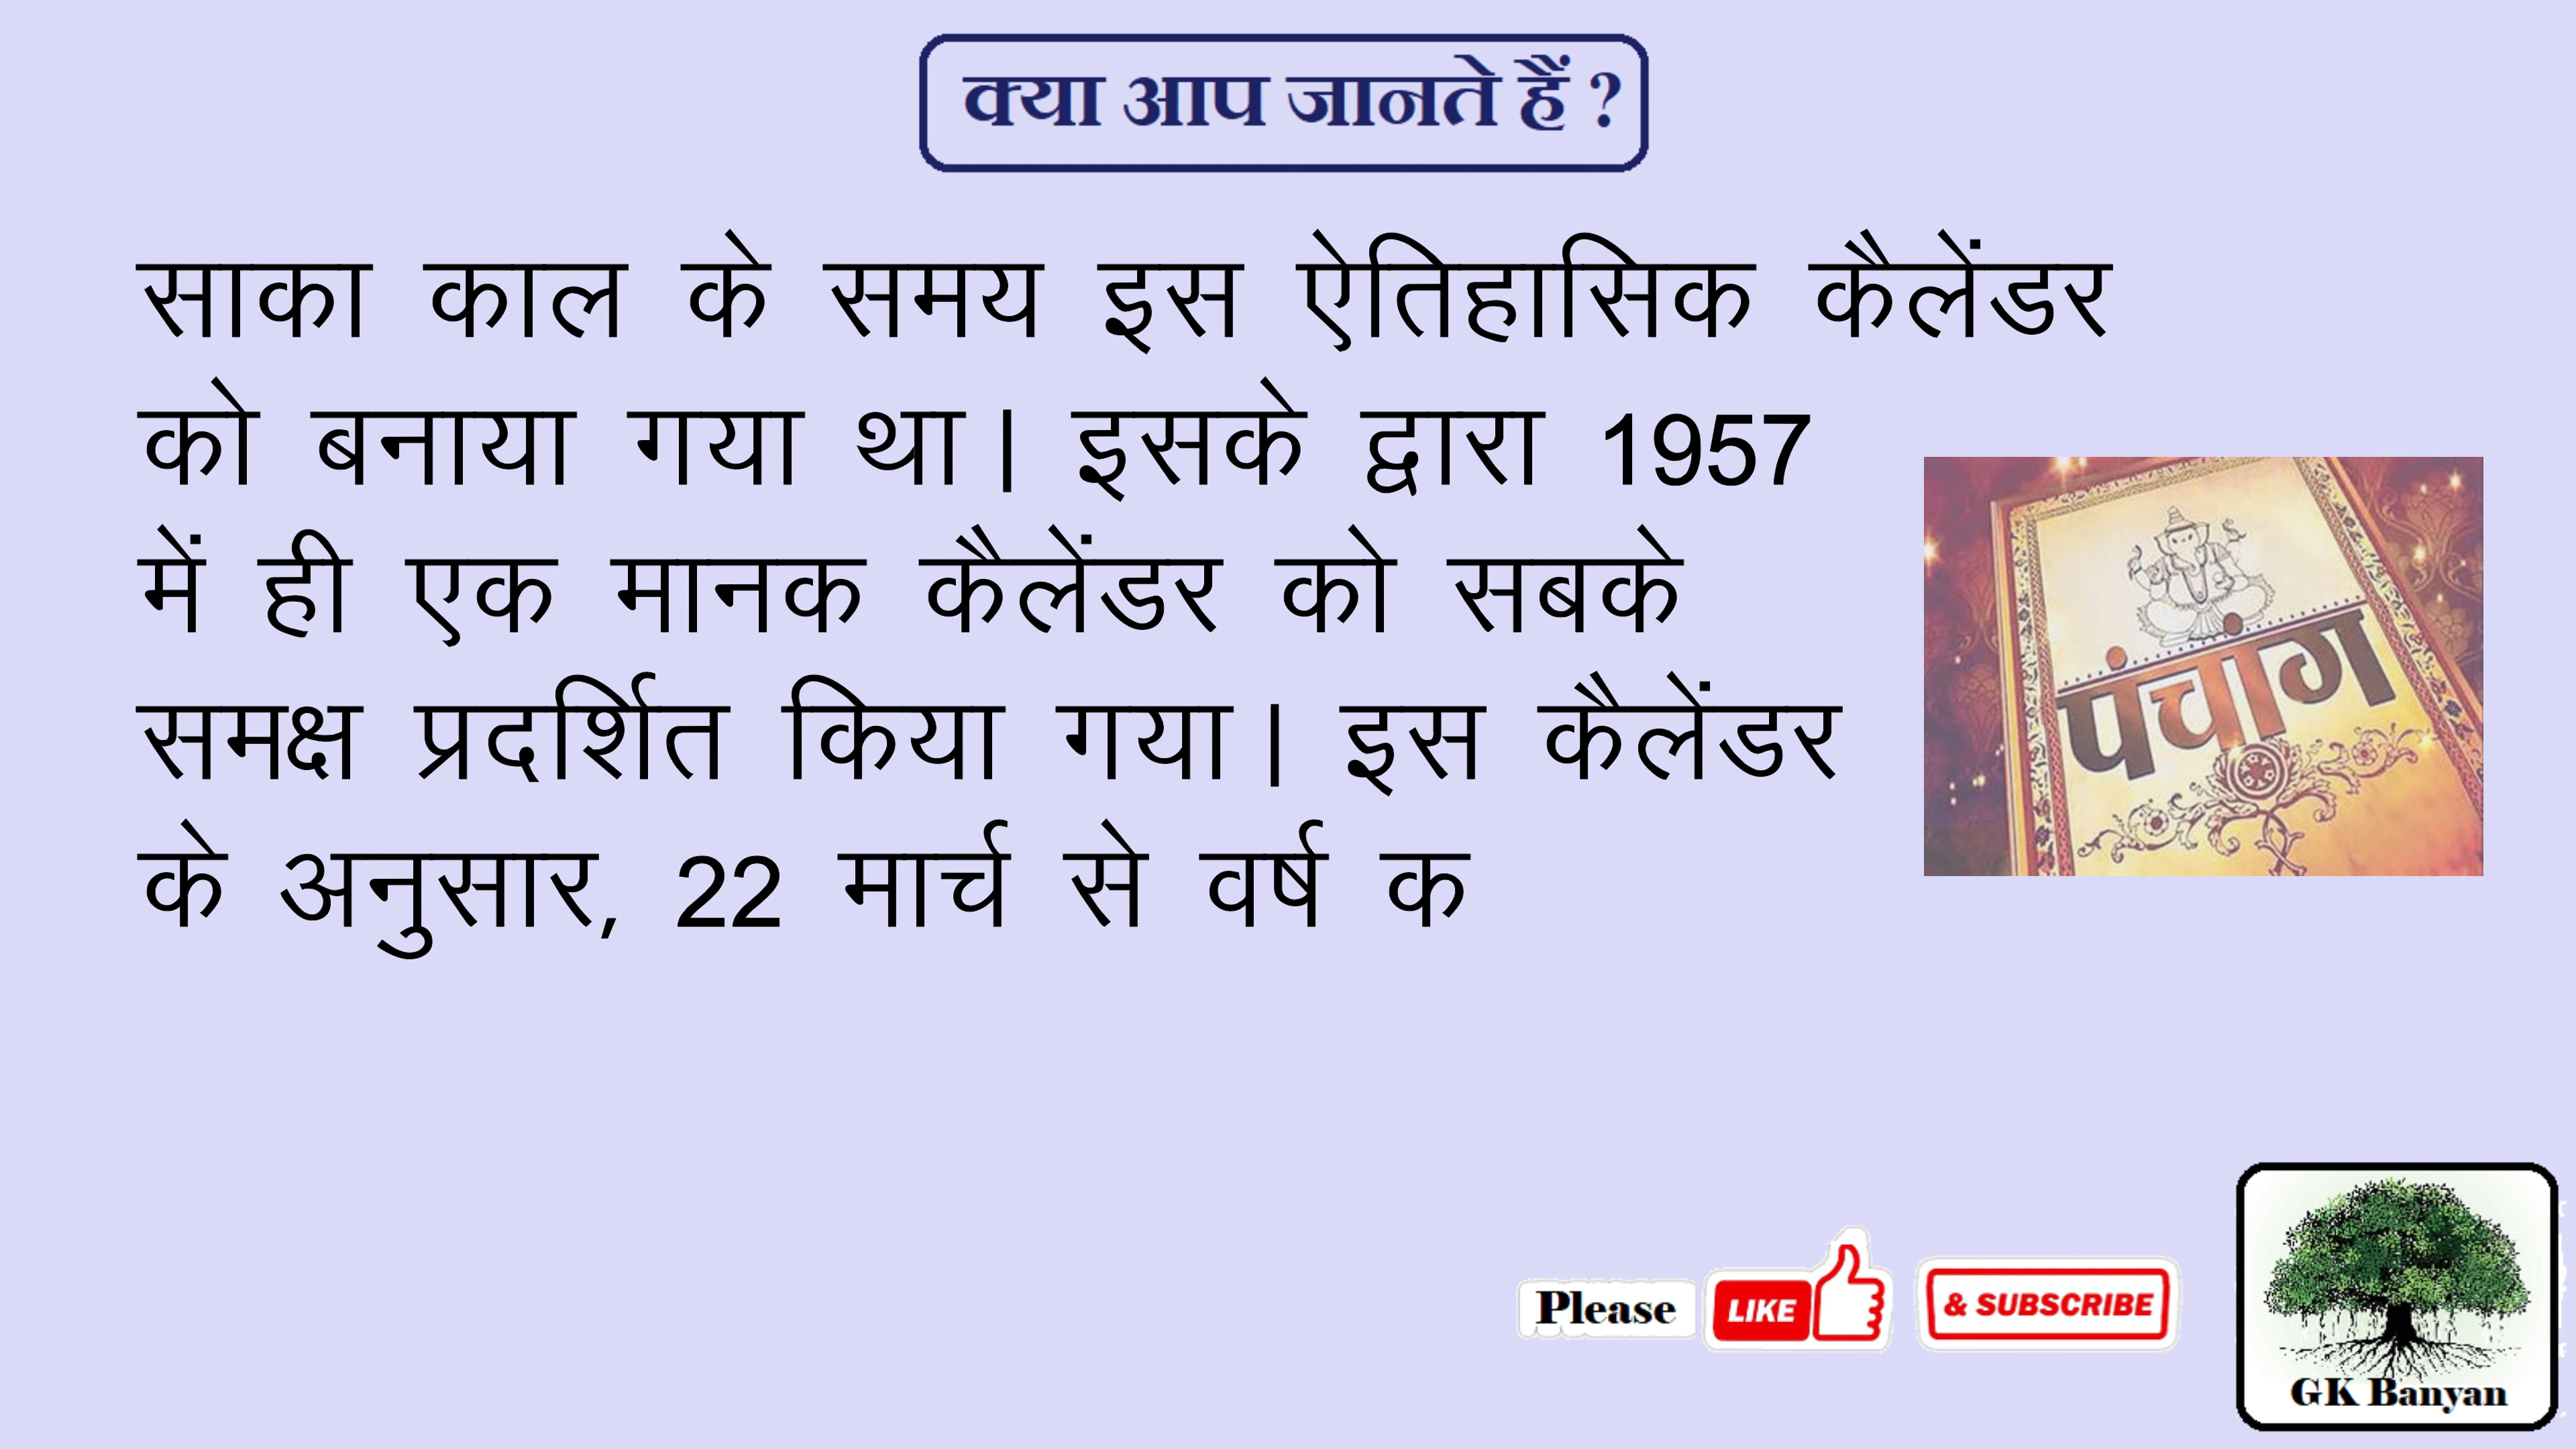 क्या आप जानते हैं ?
साका काल के समय इस ऐतिहासिक कैलेंडर
को बनाया गया था। इसके द्वारा 1957
में ही एक मानक कैलेंडर को सबके
समक्ष प्रदर्शित किया गया। इस कैलेंडर
के अनुसार, 22 मार्च से वर्ष क
पंचांग
Please LIKE & SUBSCRIBE
GK Banyan